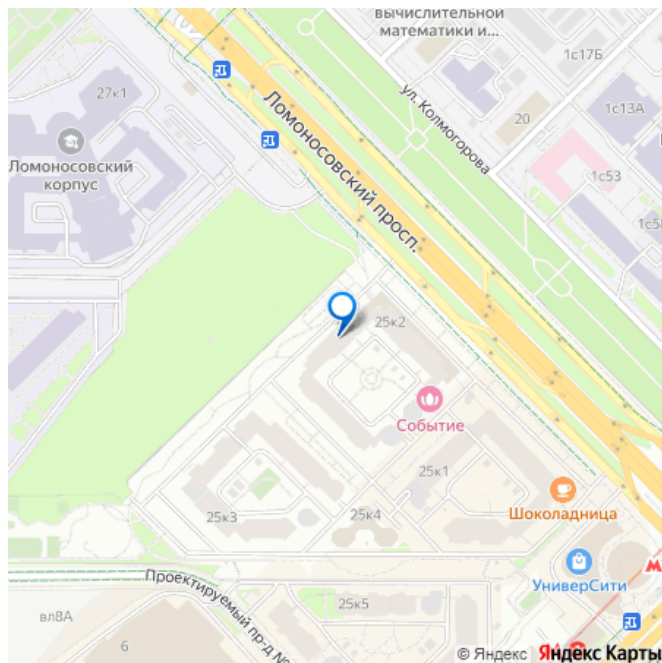 вычислительной
математики и...
1с17Б
27к1
ул. Колмогорова
1с13А
20
Ломоносовский
корпус
Ломоносовский просп.
1с53
25к2
Событие
25к1
Шоколадница
25к3
25к4
УниверСити
М
Проектируемый пр-д №
25к5
вл8А
6
© Яндекс Яндекс Карты